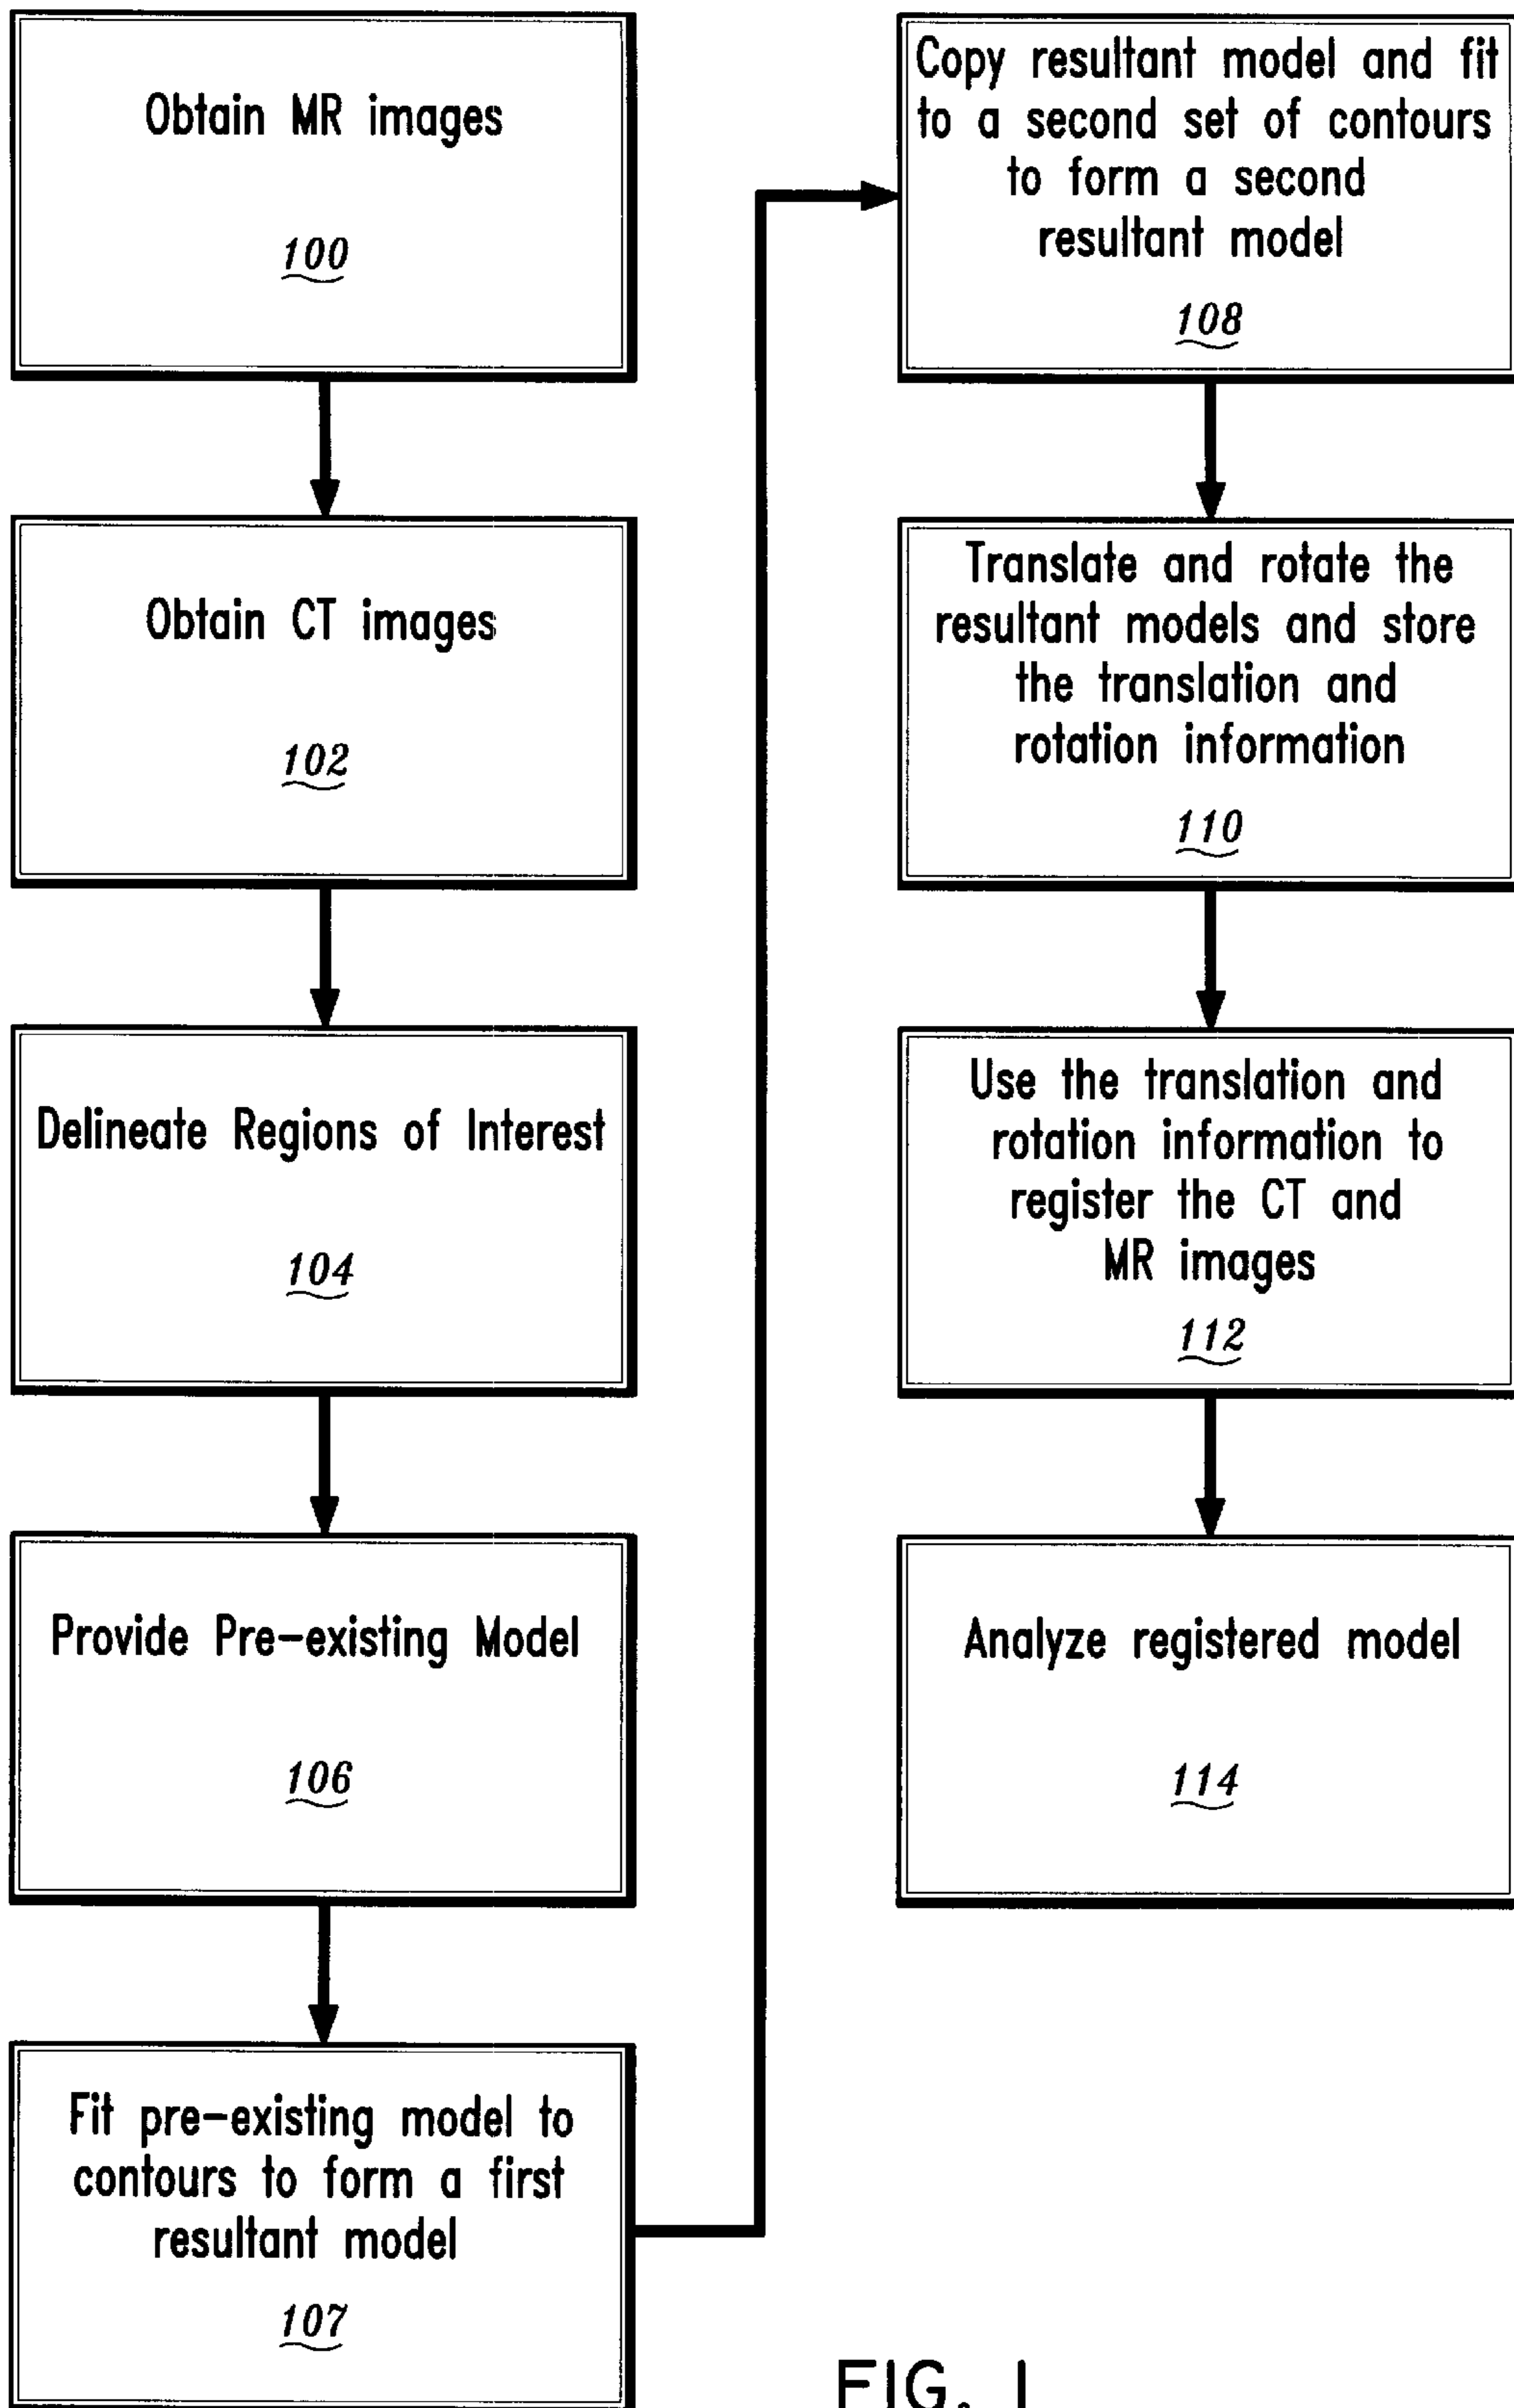 Obtain MR images
100
Obtain CT images
102
Delineate Regions of Interest
104
Provide Pre-existing Model
106
Fit pre-existing model to
contours to form a first
resultant model
107
Copy resultant model and fit
to a second set of contours
to form a second
resultant model
108
Translate and rotate the
resultant models and store
the translation and
rotation information
110
Use the translation and
rotation information to
register the CT and
MR images
112
Analyze registered model
114
FIG. 1